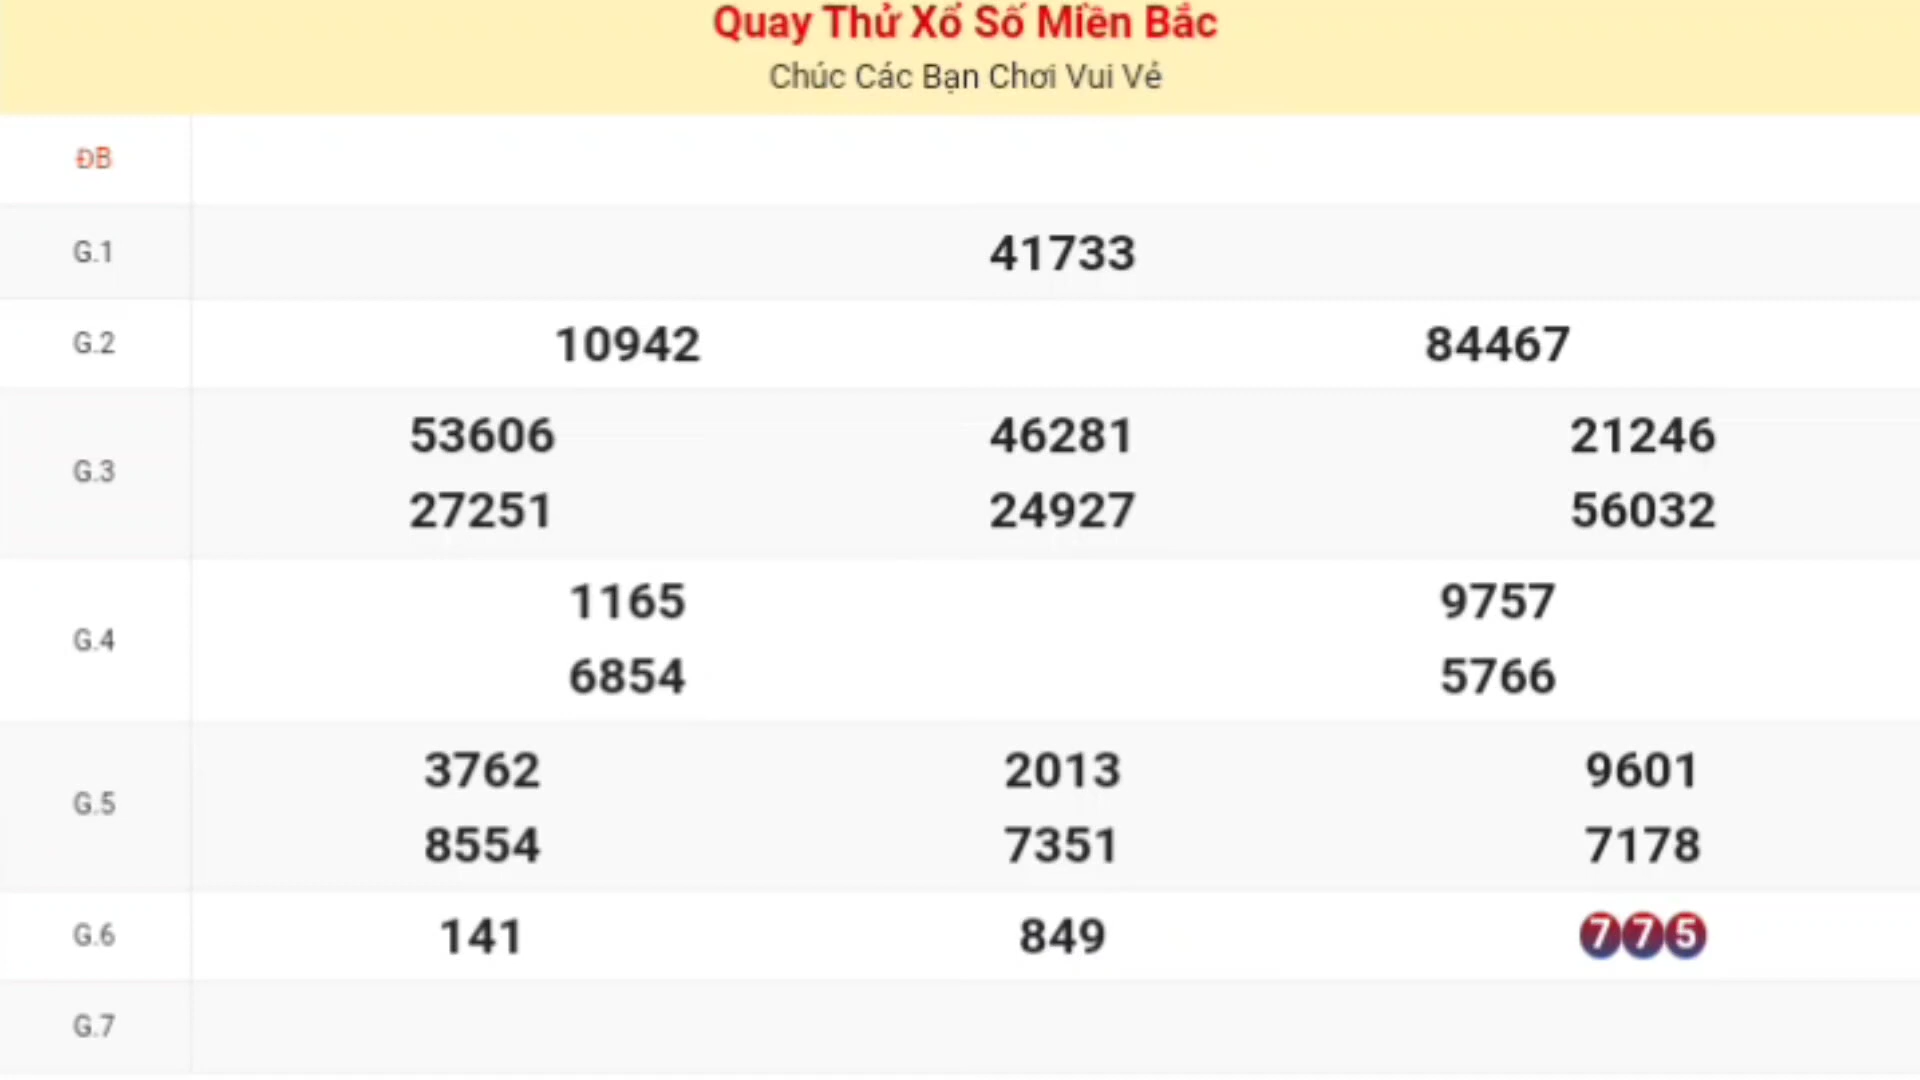 Quay Thử Xổ Số Miền Bắc
Chúc Các Bạn Chơi Vui Vẻ
ĐB
G.1 41733
G.2 10942 84467
G.3 53606 46281 21246
27251 24927 56032
G.4 1165 9757
6854 5766
G.5 3762 2013 9601
8554 7351 7178
G.6 141 849 775
G.7